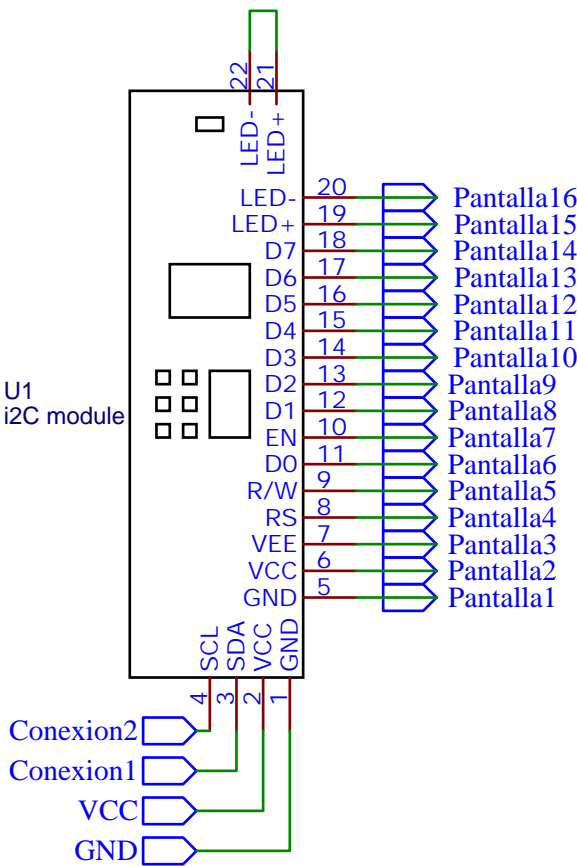 22 21
LED- LED+
LED- 20 Pantalla16
LED+ 19 Pantalla15
D7 18 Pantalla14
D6 17 Pantalla13
D5 16 Pantalla12
D4 15 Pantalla11
D3 14 Pantalla10
D2 13 Pantalla9
D1 12 Pantalla8
EN 10 Pantalla7
D0 11 Pantalla6
R/W 9 Pantalla5
RS 8 Pantalla4
VEE 7 Pantalla3
VCC 6 Pantalla2
GND 5 Pantalla1
U1
i2C module
SCL SDA VCC GND
4 3 2 1
Conexion2
Conexion1
VCC
GND